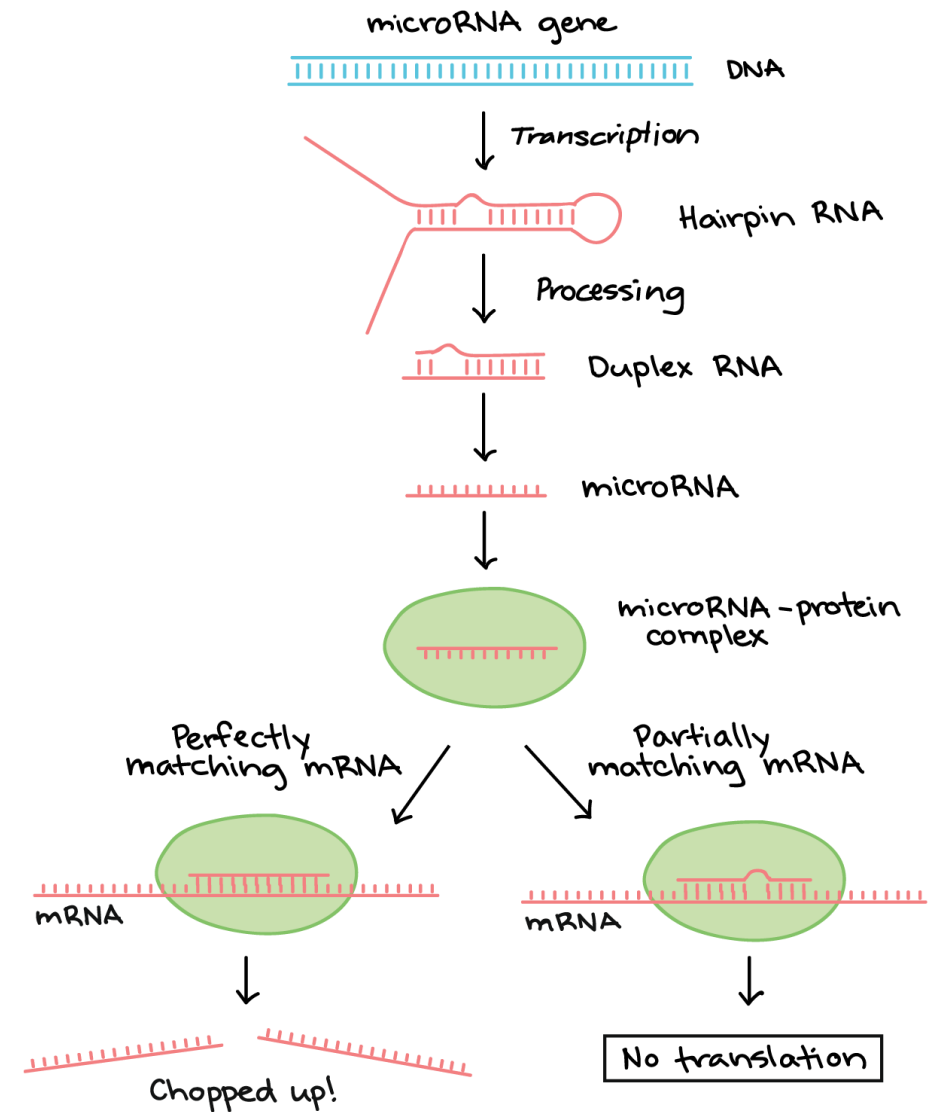 microRNA gene
DNA
Transcription
Hairpin RNA
Processing
Duplex RNA
microRNA
microRNA-protein
complex
Perfectly
matching mRNA
Partially
matching mRNA
mRNA
mRNA
Chopped up!
No translation